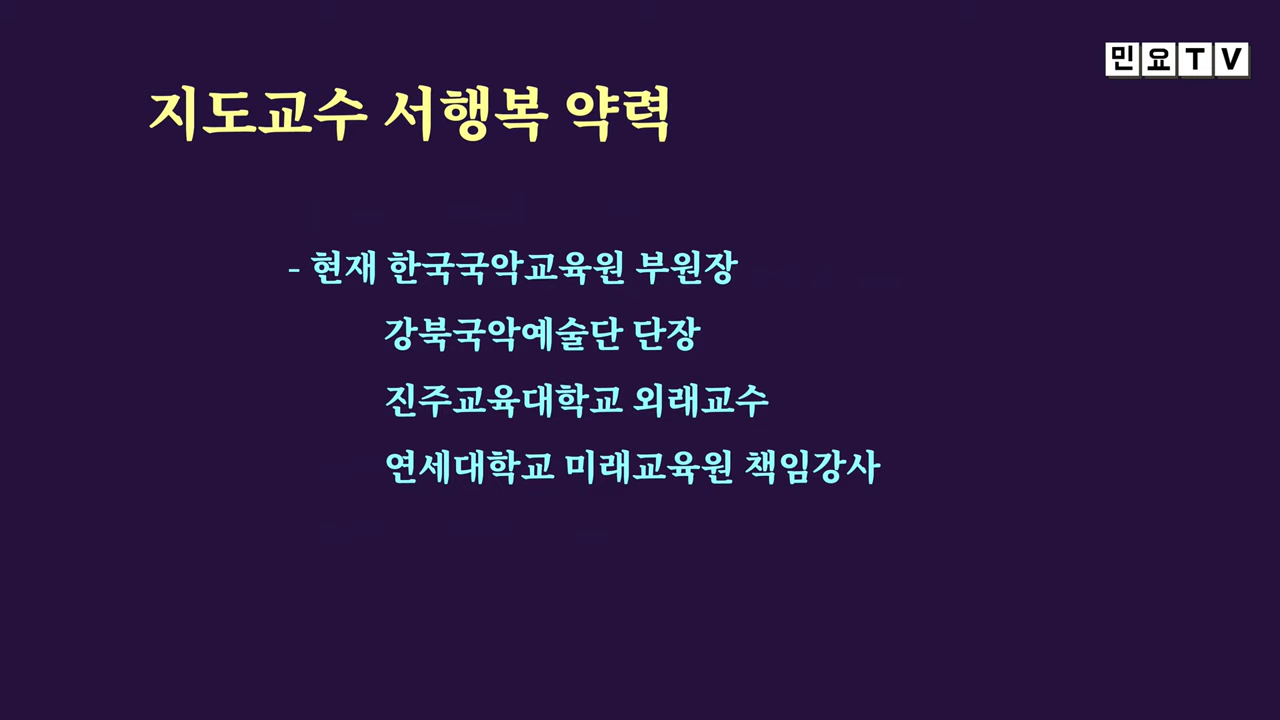 민요TV
지도교수 서행복 약력
- 현재 한국국악교육원 부원장
강북국악예술단 단장
진주교육대학교 외래교수
연세대학교 미래교육원 책임강사